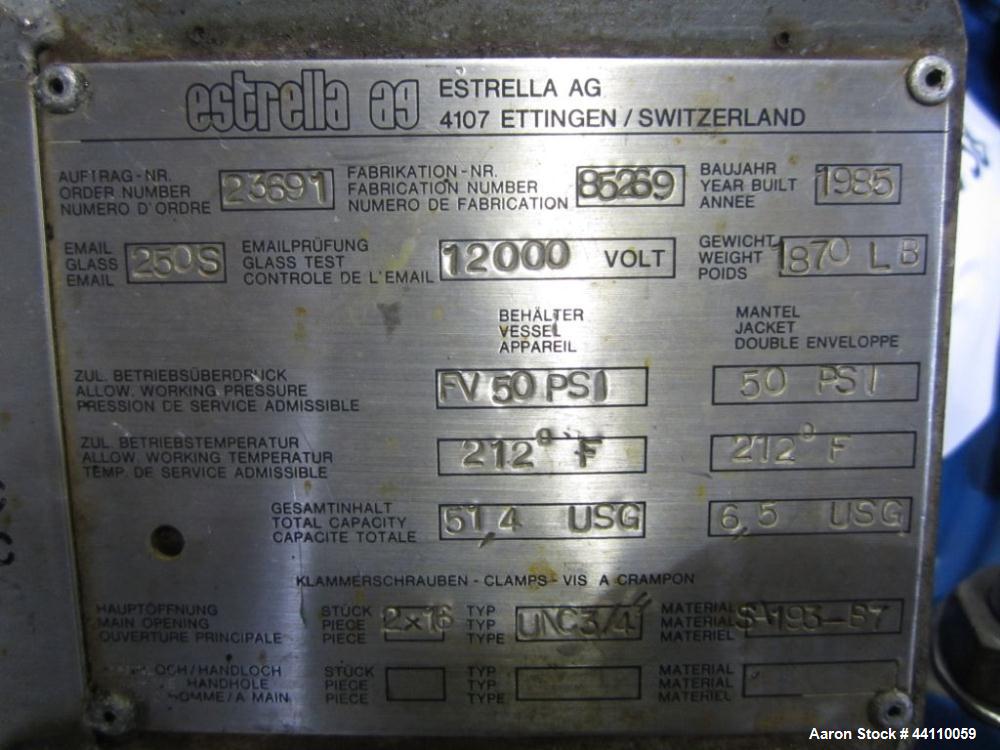 estrella ag ESTRELLA AG
4107 ETTINGEN / SWITZERLAND
AUFTRAG-NR.
ORDER NUMBER
NUMERO D'ORDRE
23691
FABRIKATION-NR.
FABRICATION NUMBER
NUMERO DE FABRICATION
85269
BAUJAHR
YEAR BUILT
ANNEE
1985
EMAIL
GLASS
EMAIL
250S
EMAILPRÜFUNG
GLASS TEST
CONTROLE DE L'EMAIL
12000 VOLT
GEWICHT
WEIGHT
POIDS
1870 LB
BEHÄLTER
VESSEL
APPAREIL
MANTEL
JACKET
DOUBLE ENVELOPPE
ZUL. BETRIEBSÜBERDRUCK
ALLOW. WORKING PRESSURE
PRESSION DE SERVICE ADMISSIBLE
FV 50 PSI
50 PSI
ZUL. BETRIEBSTEMPERATUR
ALLOW. WORKING TEMPERATUR
TEMP. DE SERVICE ADMISSIBLE
212° F
212° F
GESAMTINHALT
TOTAL CAPACITY
CAPACITE TOTALE
51,4 USG
6,5 USG
KLAMMERSCHRAUBEN - CLAMPS - VIS A CRAMPON
HAUPTÖFFNUNG
MAIN OPENING
OUVERTURE PRINCIPALE
STÜCK
PIECE
PIECE
2x16
TYP
TYP
TYPE
UNC3/4"
MATERIAL
MATERIAL
MATERIEL
SA193-B7
OCH/HANDLOCH
HANDHOLE
HOMME/A MAIN
STÜCK
PIECE
PIECE
TYP
TYP
TYPE
MATERIAL
MATERIAL
MATERIEL
Aaron Stock # 44110059